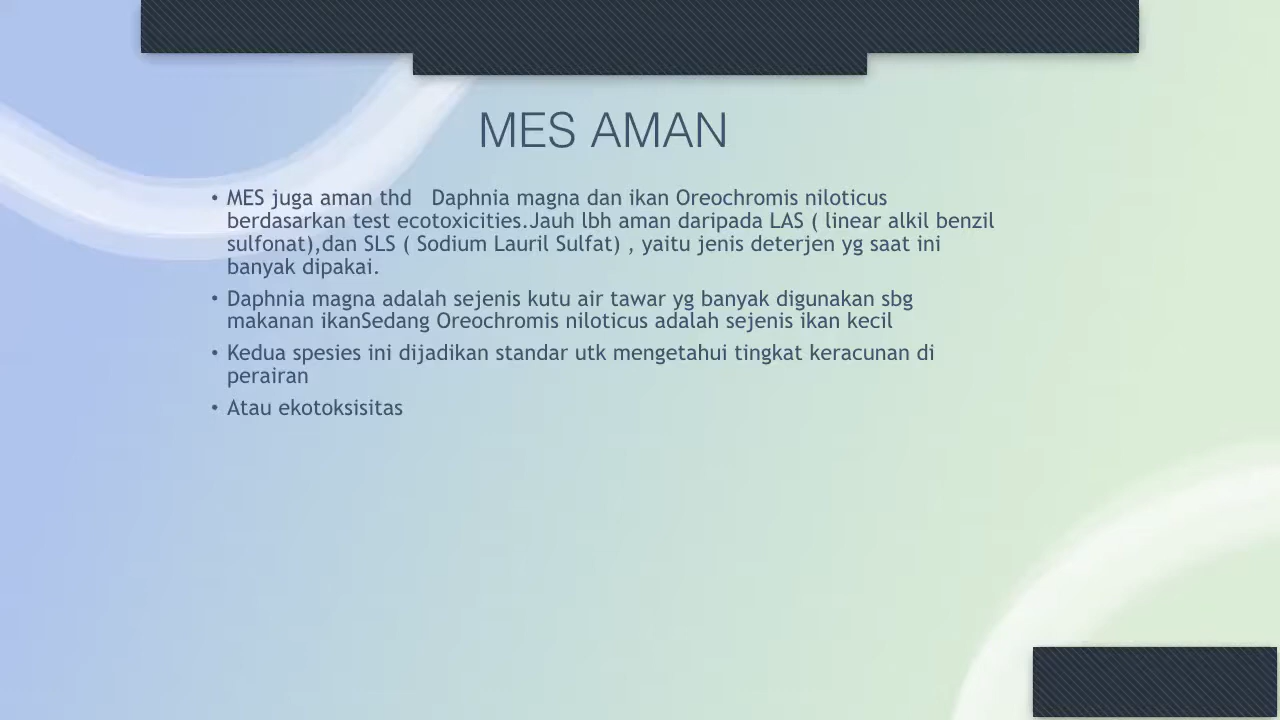 MES AMAN
• MES juga aman thd   Daphnia magna dan ikan Oreochromis niloticus
berdasarkan test ecotoxicities.Jauh lbh aman daripada LAS ( linear alkil benzil
sulfonat),dan SLS ( Sodium Lauril Sulfat) , yaitu jenis deterjen yg saat ini
banyak dipakai.
• Daphnia magna adalah sejenis kutu air tawar yg banyak digunakan sbg
makanan ikanSedang Oreochromis niloticus adalah sejenis ikan kecil
• Kedua spesies ini dijadikan standar utk mengetahui tingkat keracunan di
perairan
• Atau ekotoksisitas